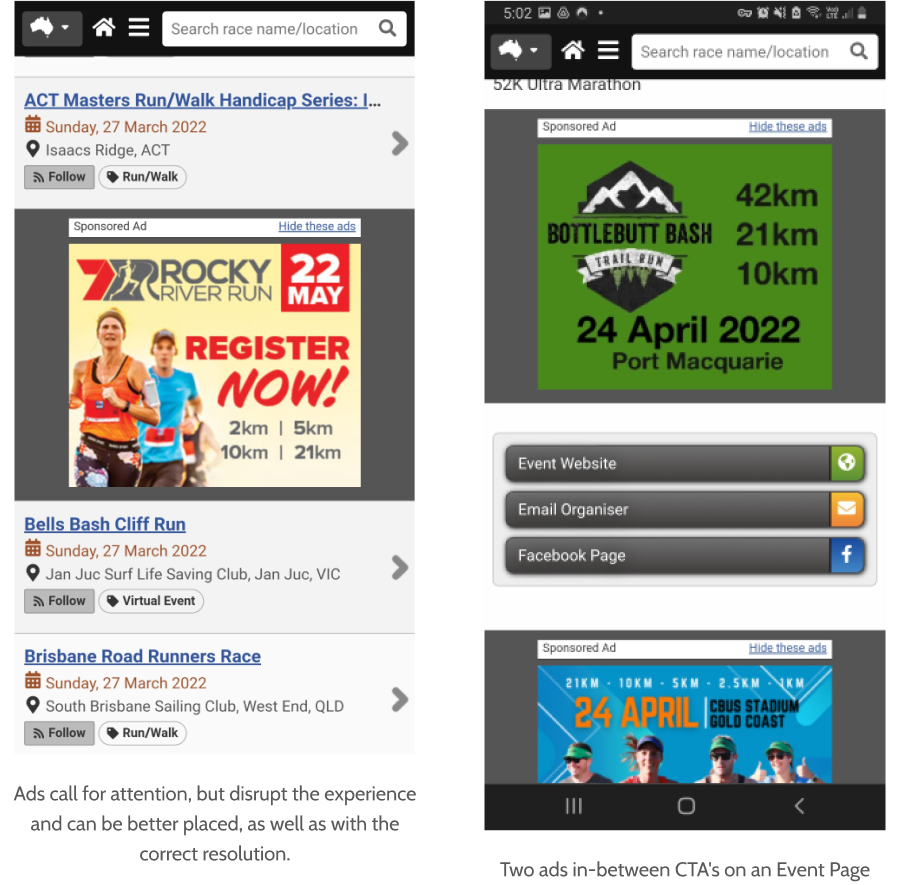 Search race name/location
ACT Masters Run/Walk Handicap Series: I...
Sunday, 27 March 2022
Isaacs Ridge, ACT
Follow
Run/Walk
Sponsored Ad
Hide these ads
ROCKY
RIVER RUN
22
MAY
REGISTER
NOW!
2km | 5km
10km | 21km
Bells Bash Cliff Run
Sunday, 27 March 2022
Jan Juc Surf Life Saving Club, Jan Juc, VIC
Follow
Virtual Event
Brisbane Road Runners Race
Sunday, 27 March 2022
South Brisbane Sailing Club, West End, QLD
Follow
Run/Walk
Ads call for attention, but disrupt the experience
and can be better placed, as well as with the
correct resolution.
5:02
Search race name/location
52K Ultra Marathon
Sponsored Ad
Hide these ads
BOTTLEBUTT BASH
TRAIL RUN
42km
21km
10km
24 April 2022
Port Macquarie
Event Website
Email Organiser
Facebook Page
Sponsored Ad
Hide these ads
21KM - 10KM - 5KM - 2.5KM - 1KM
24 APRIL
CBUS STADIUM
GOLD COAST
Two ads in-between CTA's on an Event Page